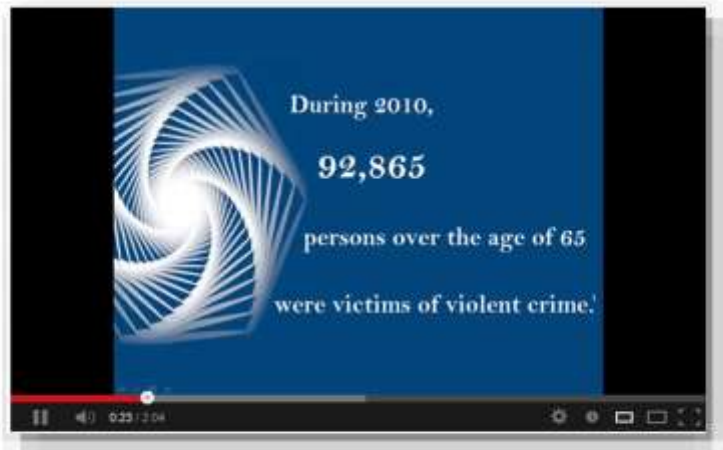 During 2010,
92,865
persons over the age of 65
were victims of violent crime.¹
0:23 / 2:04